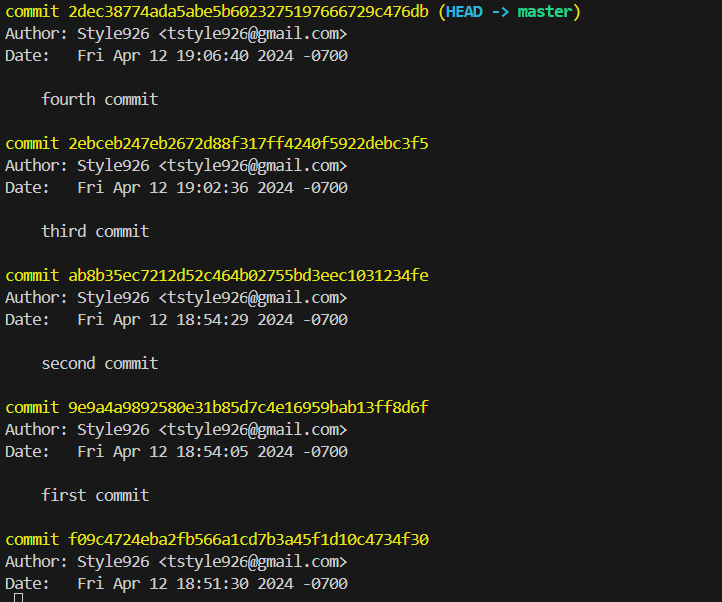 commit 2dec38774ada5abe5b6023275197666729c476db (HEAD -> master)
Author: Style926 <tstyle926@gmail.com>
Date:   Fri Apr 12 19:06:40 2024 -0700
    fourth commit
commit 2ebceb247eb2672d88f317ff4240f5922debc3f5
Author: Style926 <tstyle926@gmail.com>
Date:   Fri Apr 12 19:02:36 2024 -0700
    third commit
commit ab8b35ec7212d52c464b02755bd3eec1031234fe
Author: Style926 <tstyle926@gmail.com>
Date:   Fri Apr 12 18:54:29 2024 -0700
    second commit
commit 9e9a4a9892580e31b85d7c4e16959bab13ff8d6f
Author: Style926 <tstyle926@gmail.com>
Date:   Fri Apr 12 18:54:05 2024 -0700
    first commit
commit f09c4724eba2fb566a1cd7b3a45f1d10c4734f30
Author: Style926 <tstyle926@gmail.com>
Date:   Fri Apr 12 18:51:30 2024 -0700